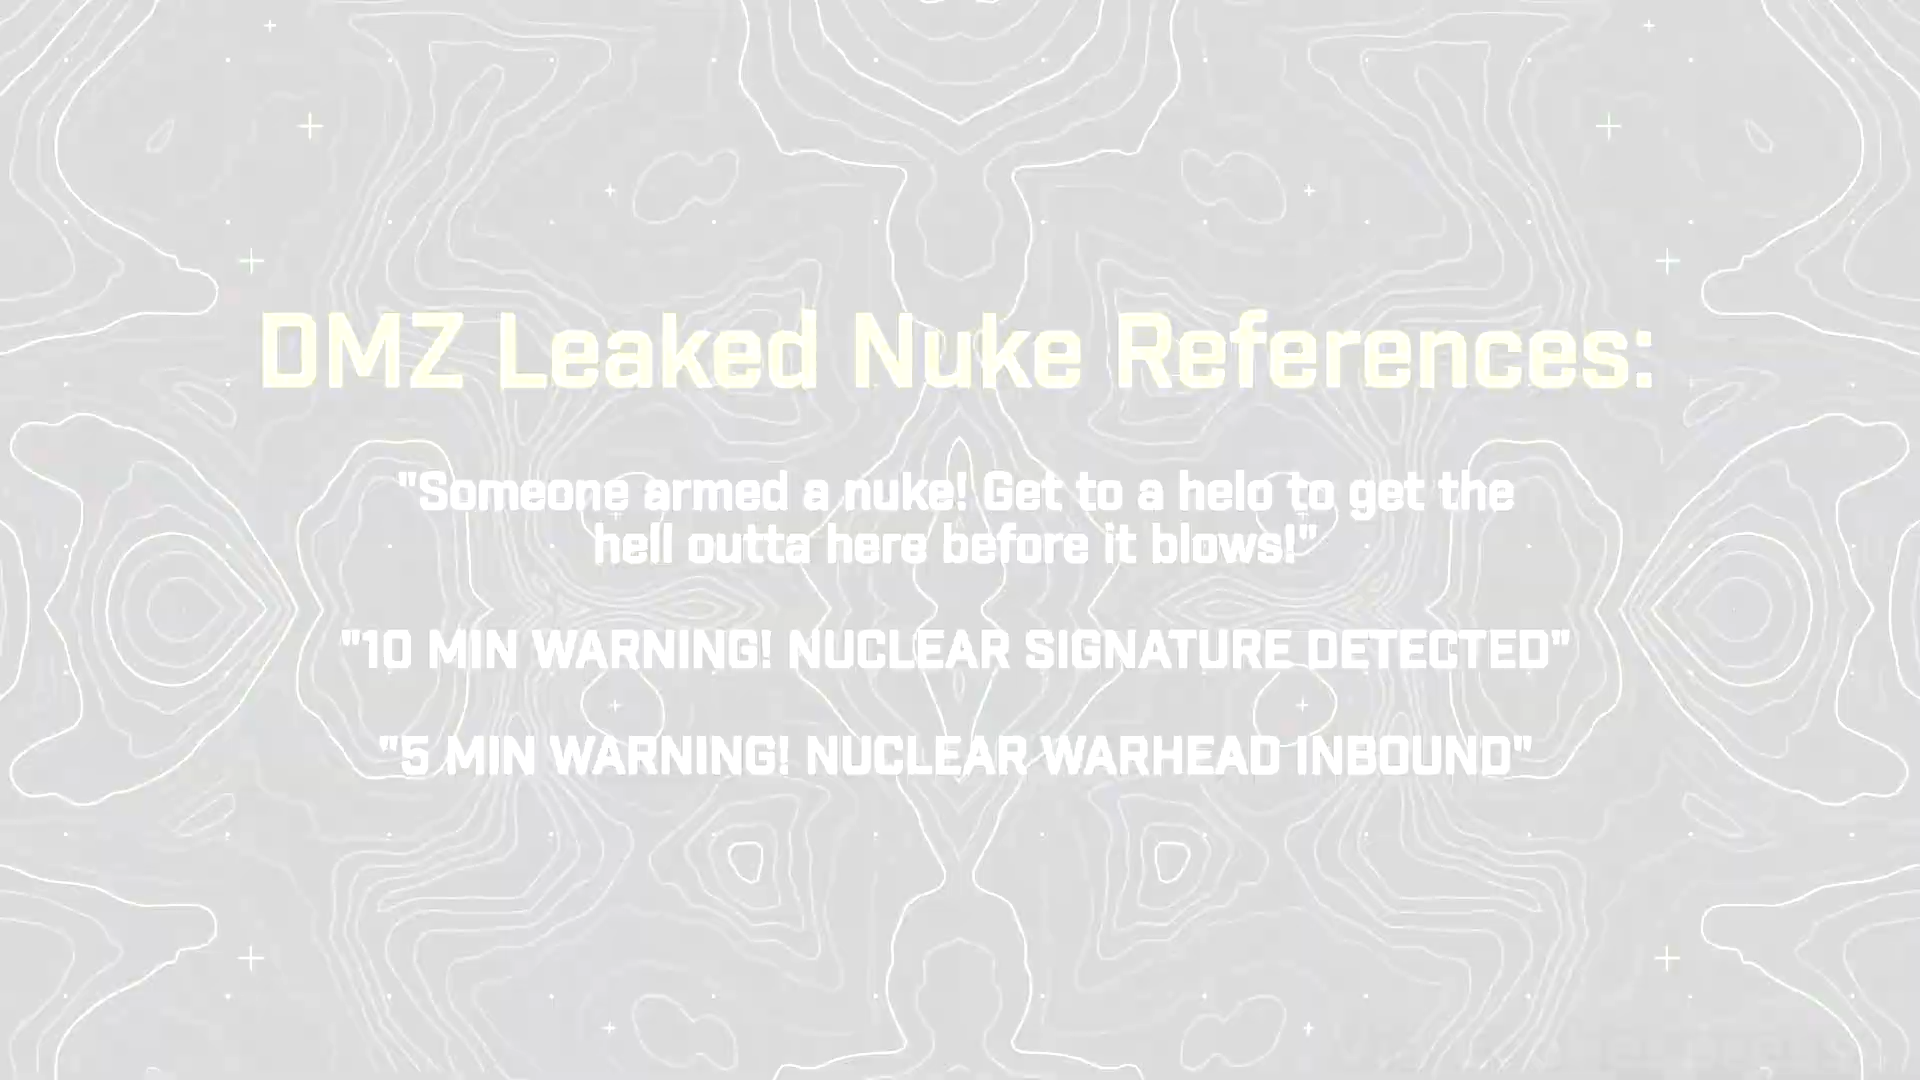 DMZ Leaked Nuke References:
"Someone armed a nuke! Get to a helo to get the
hell outta here before it blows!"
"10 MIN WARNING! NUCLEAR SIGNATURE DETECTED"
"5 MIN WARNING! NUCLEAR WARHEAD INBOUND"